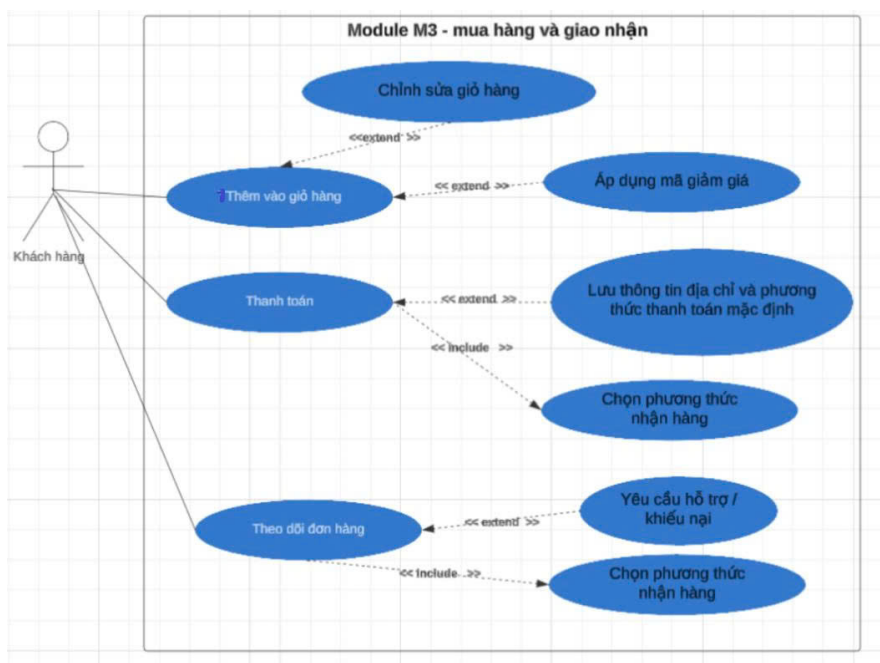 Module M3 - mua hàng và giao nhận
Chỉnh sửa giỏ hàng
<<extend >>
Thêm vào giỏ hàng
<< extend >>
Áp dụng mã giảm giá
Khách hàng
Thanh toán
<< extend >>
Lưu thông tin địa chỉ và phương
thức thanh toán mặc định
<< include >>
Chọn phương thức
nhận hàng
Theo dõi đơn hàng
<< extend >>
Yêu cầu hỗ trợ /
khiếu nại
<< include >>
Chọn phương thức
nhận hàng